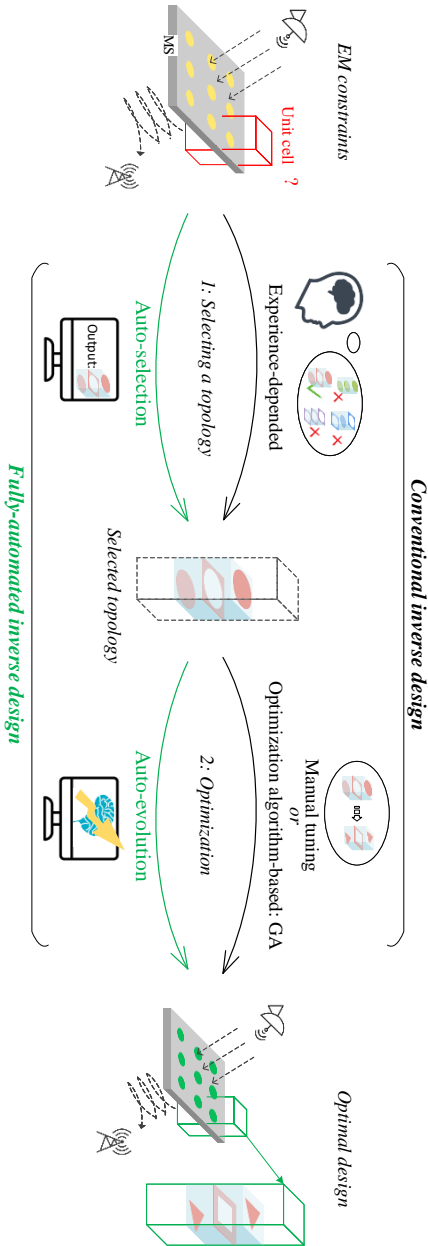 EM constraints
Unit cell ?
MS
Conventional inverse design
Experience-depended
1: Selecting a topology
Auto-selection
Output:
Selected topology
Manual tuning
or
Optimization algorithm-based: GA
2: Optimization
Auto-evolution
Fully-automated inverse design
Optimal design